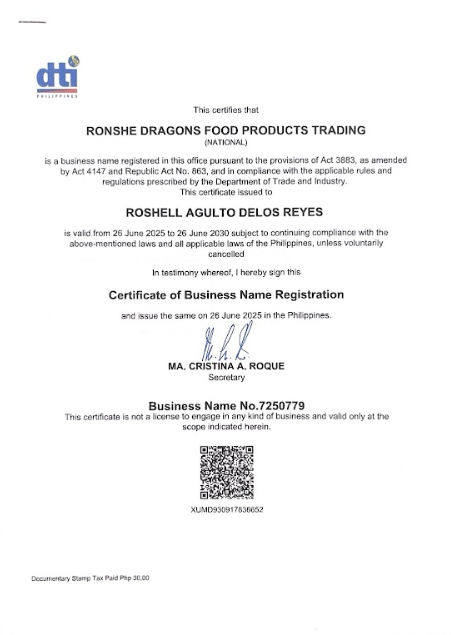 dti
PHILIPPINES
This certifies that
RONSHE DRAGONS FOOD PRODUCTS TRADING
(NATIONAL)
is a business name registered in this office pursuant to the provisions of Act 3883, as amended
by Act 4147 and Republic Act No. 863, and in compliance with the applicable rules and
regulations prescribed by the Department of Trade and Industry.
This certificate issued to
ROSHELL AGULTO DELOS REYES
is valid from 26 June 2025 to 26 June 2030 subject to continuing compliance with the
above-mentioned laws and all applicable laws of the Philippines, unless voluntarily
cancelled
In testimony whereof, I hereby sign this
Certificate of Business Name Registration
and issue the same on 26 June 2025 in the Philippines.
MA. CRISTINA A. ROQUE
Secretary
Business Name No.7250779
This certificate is not a license to engage in any kind of business and valid only at the
scope indicated herein.
XUMD930917836652
Documentary Stamp Tax Paid Php 30.00